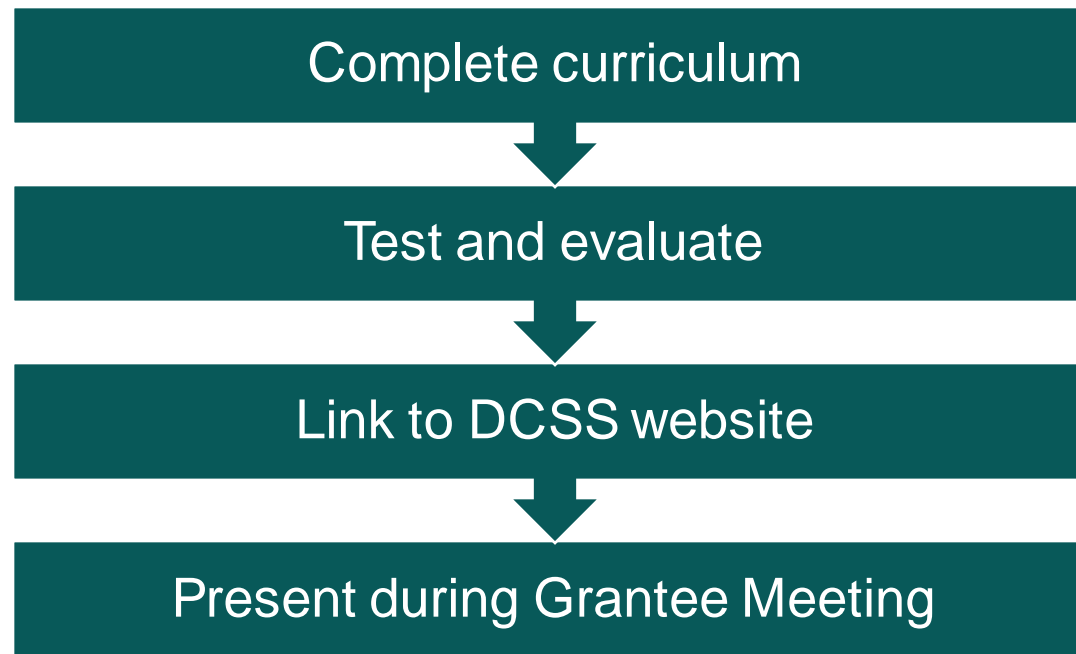 Complete curriculum
Test and evaluate
Link to DCSS website
Present during Grantee Meeting